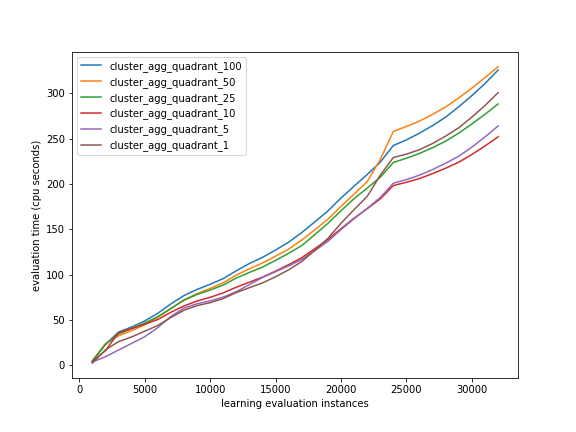 cluster_agg_quadrant_100
cluster_agg_quadrant_50
cluster_agg_quadrant_25
cluster_agg_quadrant_10
cluster_agg_quadrant_5
cluster_agg_quadrant_1
evaluation time (cpu seconds)
300
250
200
150
100
50
0
0 5000 10000 15000 20000 25000 30000
learning evaluation instances